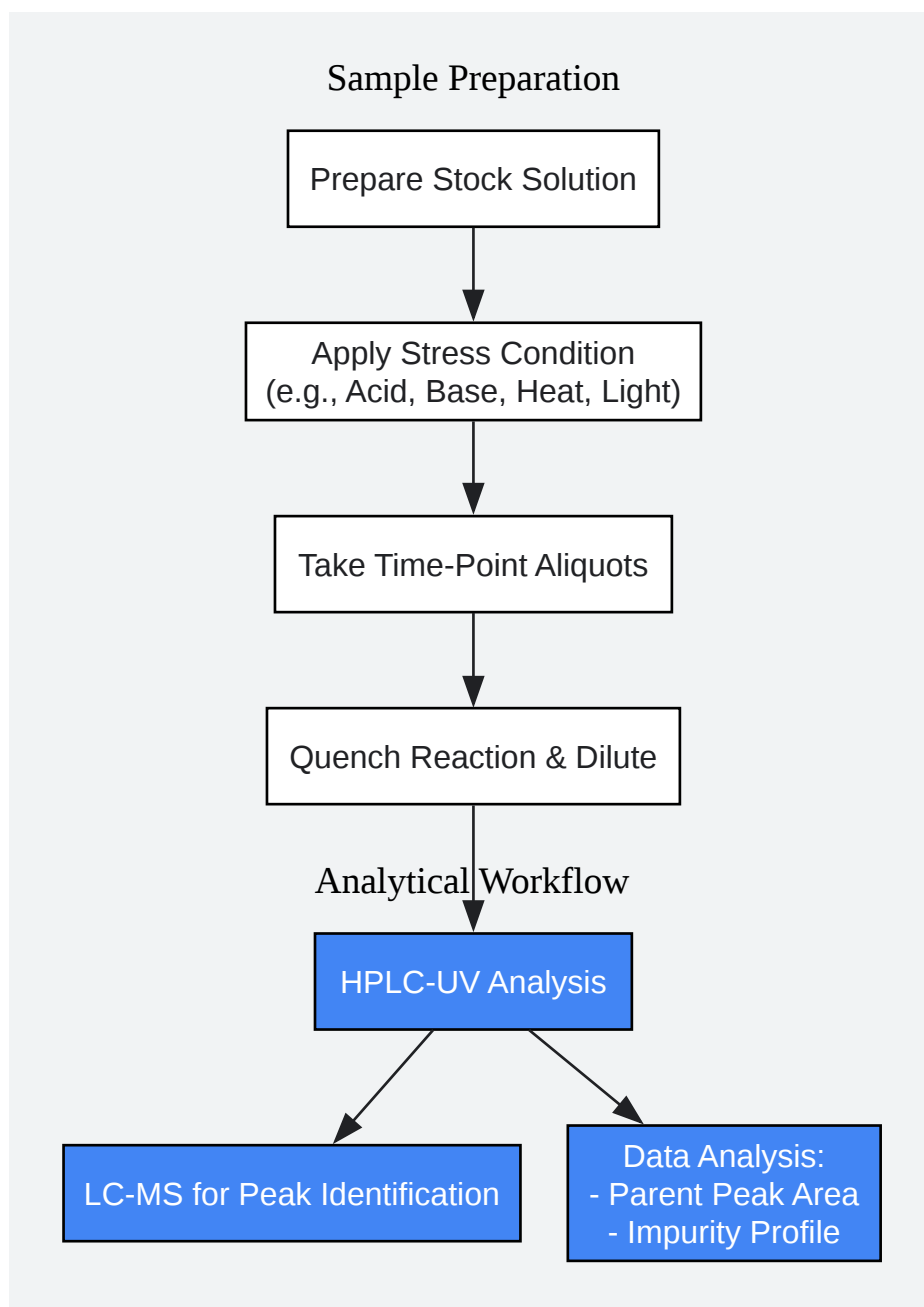 Sample Preparation
Prepare Stock Solution
Apply Stress Condition
(e.g., Acid, Base, Heat, Light)
Take Time-Point Aliquots
Quench Reaction & Dilute
Analytical Workflow
HPLC-UV Analysis
LC-MS for Peak Identification
Data Analysis:
- Parent Peak Area
- Impurity Profile